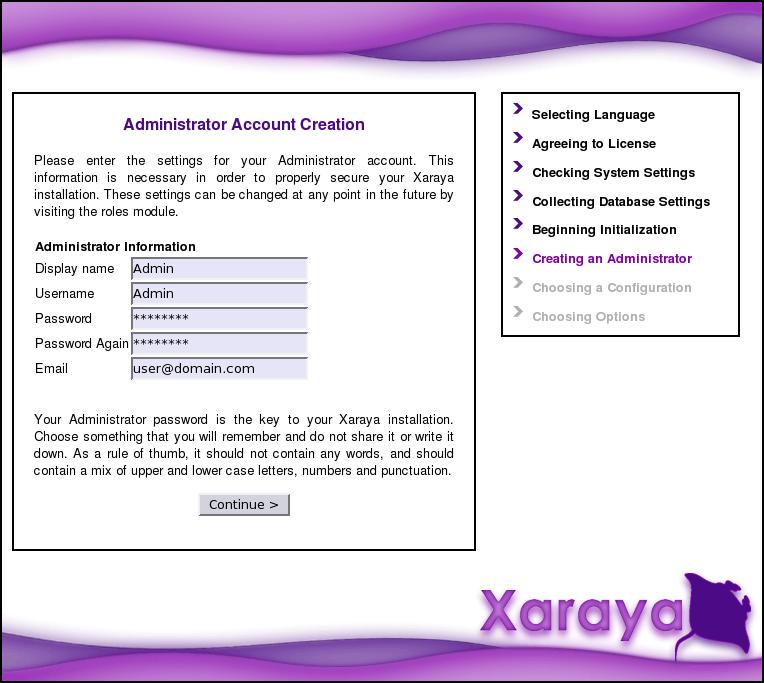 Administrator Account Creation
Please enter the settings for your Administrator account. This
information is necessary in order to properly secure your Xaraya
installation. These settings can be changed at any point in the future by
visiting the roles module.
Administrator Information
Display name Admin
Username Admin
Password ********
Password Again ********
Email user@domain.com
Your Administrator password is the key to your Xaraya installation.
Choose something that you will remember and do not share it or write it
down. As a rule of thumb, it should not contain any words, and should
contain a mix of upper and lower case letters, numbers and punctuation.
Continue >
Selecting Language
Agreeing to License
Checking System Settings
Collecting Database Settings
Beginning Initialization
Creating an Administrator
Choosing a Configuration
Choosing Options
Xaraya